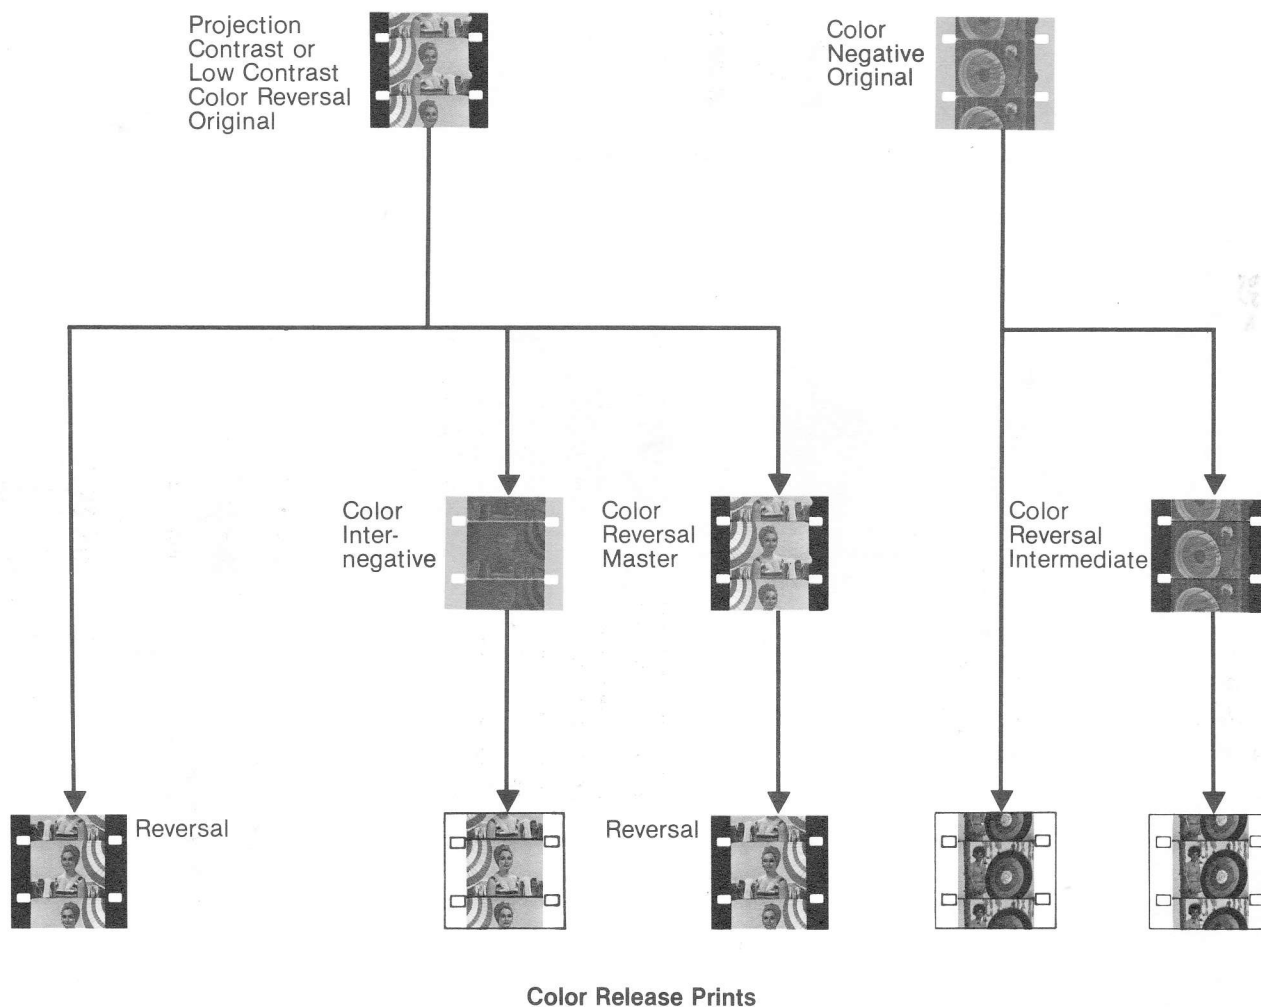 Projection
Contrast or
Low Contrast
Color Reversal
Original
Color
Negative
Original
Color
Inter-
negative
Color
Reversal
Master
Color
Reversal
Intermediate
Reversal
Reversal
Color Release Prints